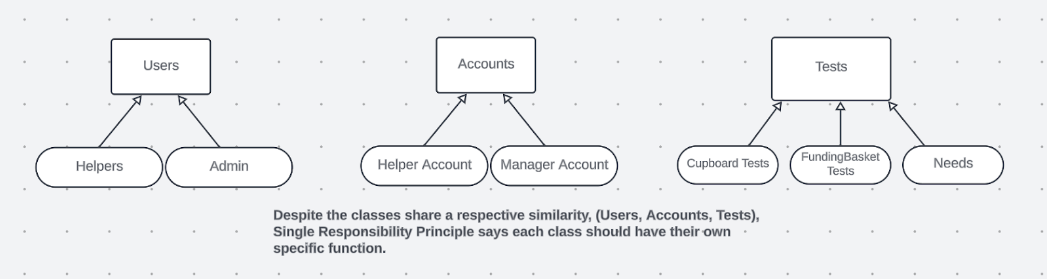 Users
Accounts
Tests
Helpers
Admin
Helper Account
Manager Account
Cupboard Tests
FundingBasket
Tests
Needs
Despite the classes share a respective similarity, (Users, Accounts, Tests),
Single Responsibility Principle says each class should have their own
specific function.